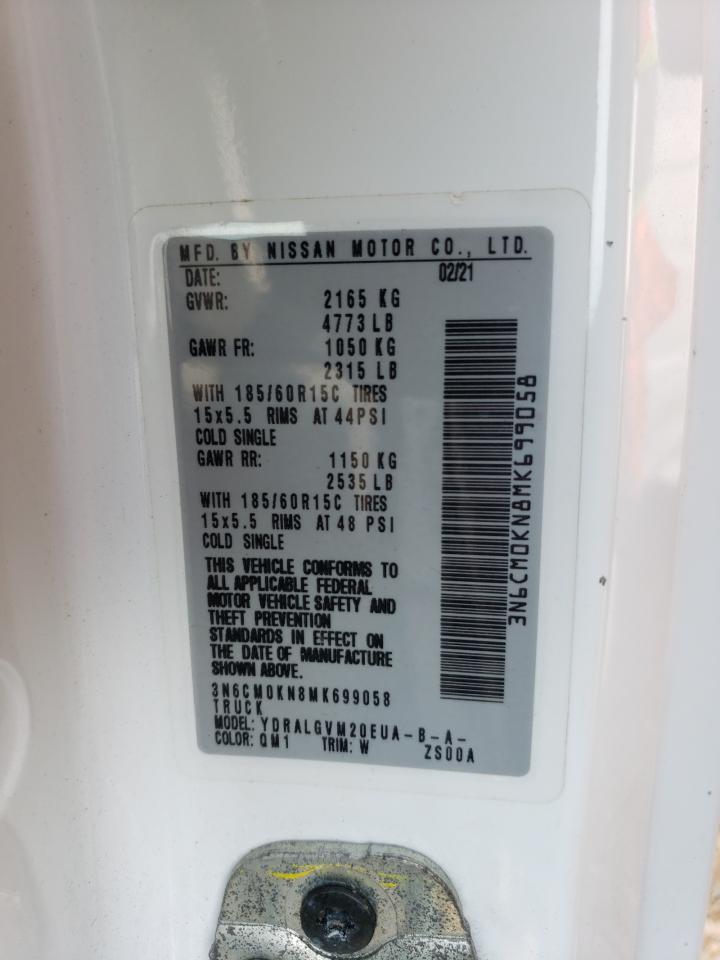 MFD. BY NISSAN MOTOR CO., LTD.
DATE: 02/21
GVWR: 2165 KG
4773 LB
GAWR FR: 1050 KG
2315 LB
WITH 185/60R15C TIRES
15x5.5 RIMS AT 44PSI
COLD SINGLE
GAWR RR: 1150 KG
2535 LB
WITH 185/60R15C TIRES
15x5.5 RIMS AT 48 PSI
COLD SINGLE
THIS VEHICLE CONFORMS TO
ALL APPLICABLE FEDERAL
MOTOR VEHICLE SAFETY AND
THEFT PREVENTION
STANDARDS IN EFFECT ON
THE DATE OF MANUFACTURE
SHOWN ABOVE.
3N6CM0KN8MK699058
TRUCK
MODEL: YDRALGVM20EUA-B-A-
COLOR: QM1 TRIM: W ZS00A
3N6CM0KN8MK699058